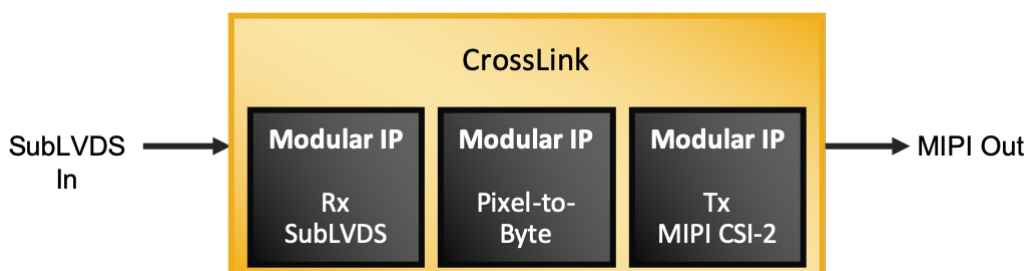 CrossLink
SubLVDS
In
Modular IP
Rx
SubLVDS
Modular IP
Pixel-to-
Byte
Modular IP
Tx
MIPI CSI-2
MIPI Out